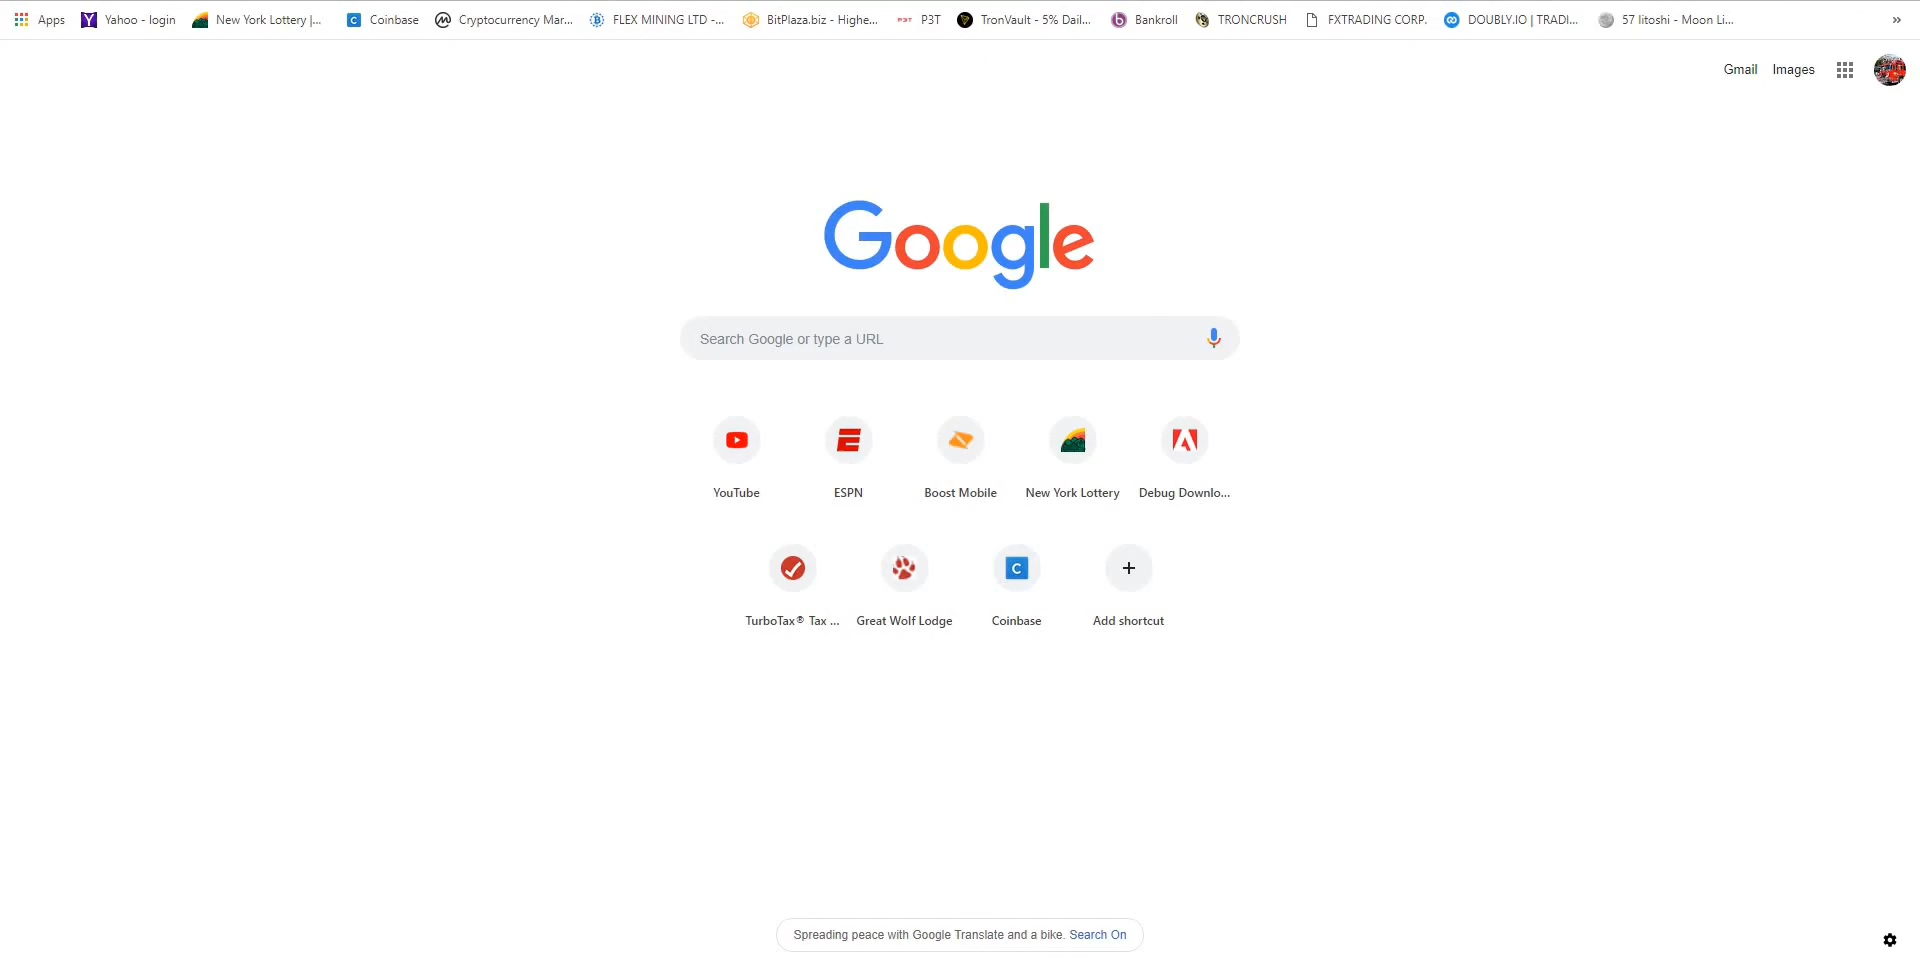 Apps Yahoo - login New York Lottery |... Coinbase Cryptocurrency Mar... FLEX MINING LTD -... BitPlaza.biz - Highe... P3T P3T TronVault - 5% Dail... Bankroll TRONCRUSH FXTRADING CORP. DOUBLY.IO | TRADI... 57 litoshi - Moon Li... »
Gmail Images
Google
Search Google or type a URL
YouTube ESPN Boost Mobile New York Lottery Debug Downlo...
TurboTax® Tax ... Great Wolf Lodge Coinbase Add shortcut
Spreading peace with Google Translate and a bike. Search On